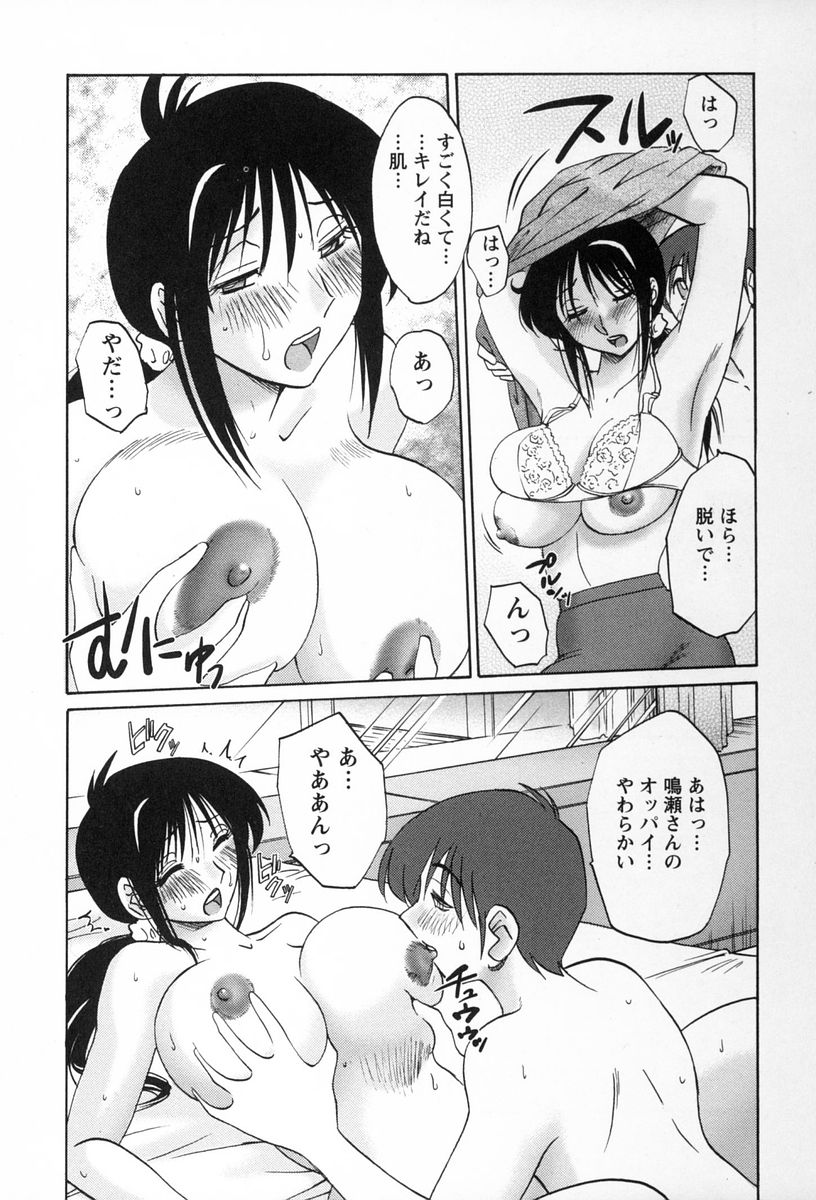 はっ
スルッ
はっ…
ほら…
脱いで…
プルンッ
んっ
すごく白くて…
…キレイだね
…肌…
あっ
やだ…っ
むにゅっ
あはっ…
鳴瀬さんの
オッパイ…
やわらかい
あ…
やああんっ
ビクッ
ビクッ
チュウゥッ